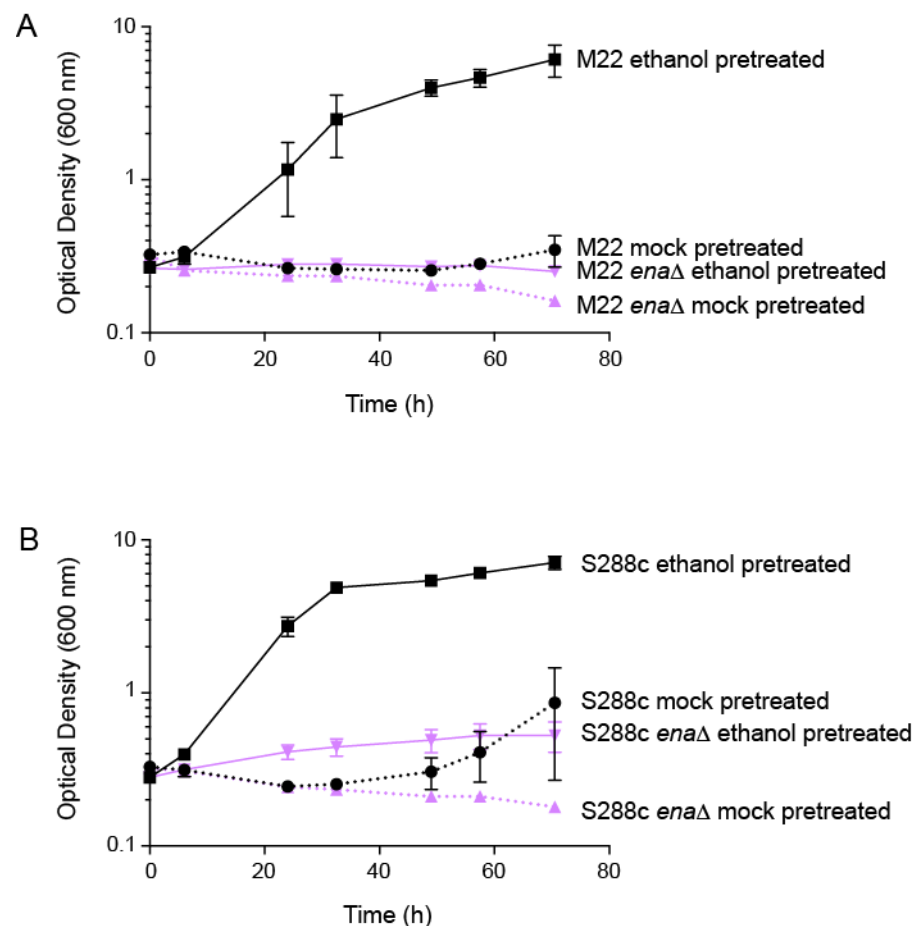 A
10
1
0.1
Optical Density (600 nm)
0
20
40
60
80
Time (h)
M22 ethanol pretreated
M22 mock pretreated
M22 enaΔ ethanol pretreated
M22 enaΔ mock pretreated
B
10
1
0.1
Optical Density (600 nm)
0
20
40
60
80
Time (h)
S288c ethanol pretreated
S288c mock pretreated
S288c enaΔ ethanol pretreated
S288c enaΔ mock pretreated